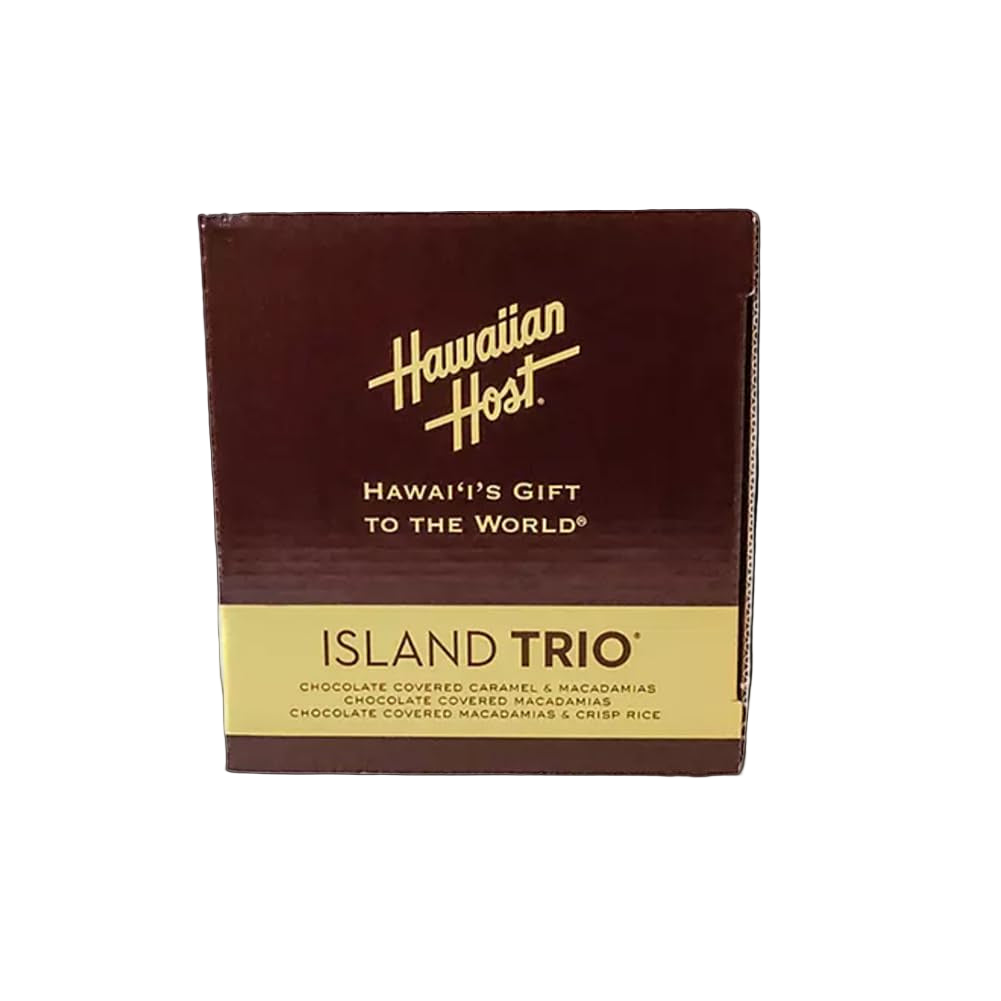 Hawaiian
Host®
HAWAIʻI'S GIFT
TO THE WORLD®
ISLAND TRIO®
CHOCOLATE COVERED CARAMEL & MACADAMIAS
CHOCOLATE COVERED MACADAMIAS
CHOCOLATE COVERED MACADAMIAS & CRISP RICE